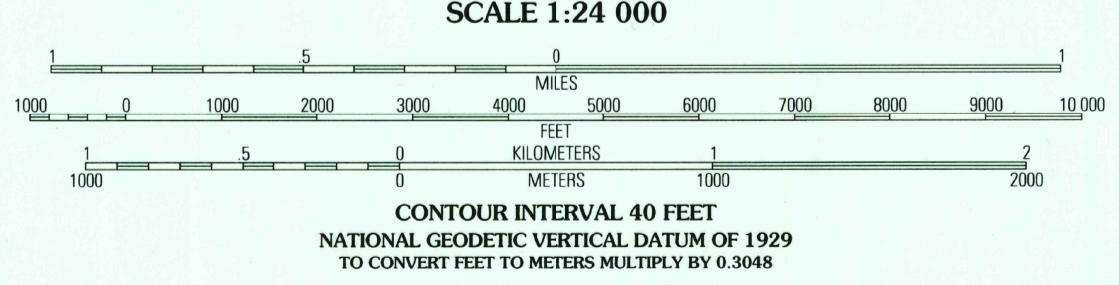 SCALE 1:24 000
1 .5 0 1
MILES
1000 0 1000 2000 3000 4000 5000 6000 7000 8000 9000 10 000
FEET
1 .5 0 KILOMETERS 1 2
1000 0 METERS 1000 2000
CONTOUR INTERVAL 40 FEET
NATIONAL GEODETIC VERTICAL DATUM OF 1929
TO CONVERT FEET TO METERS MULTIPLY BY 0.3048